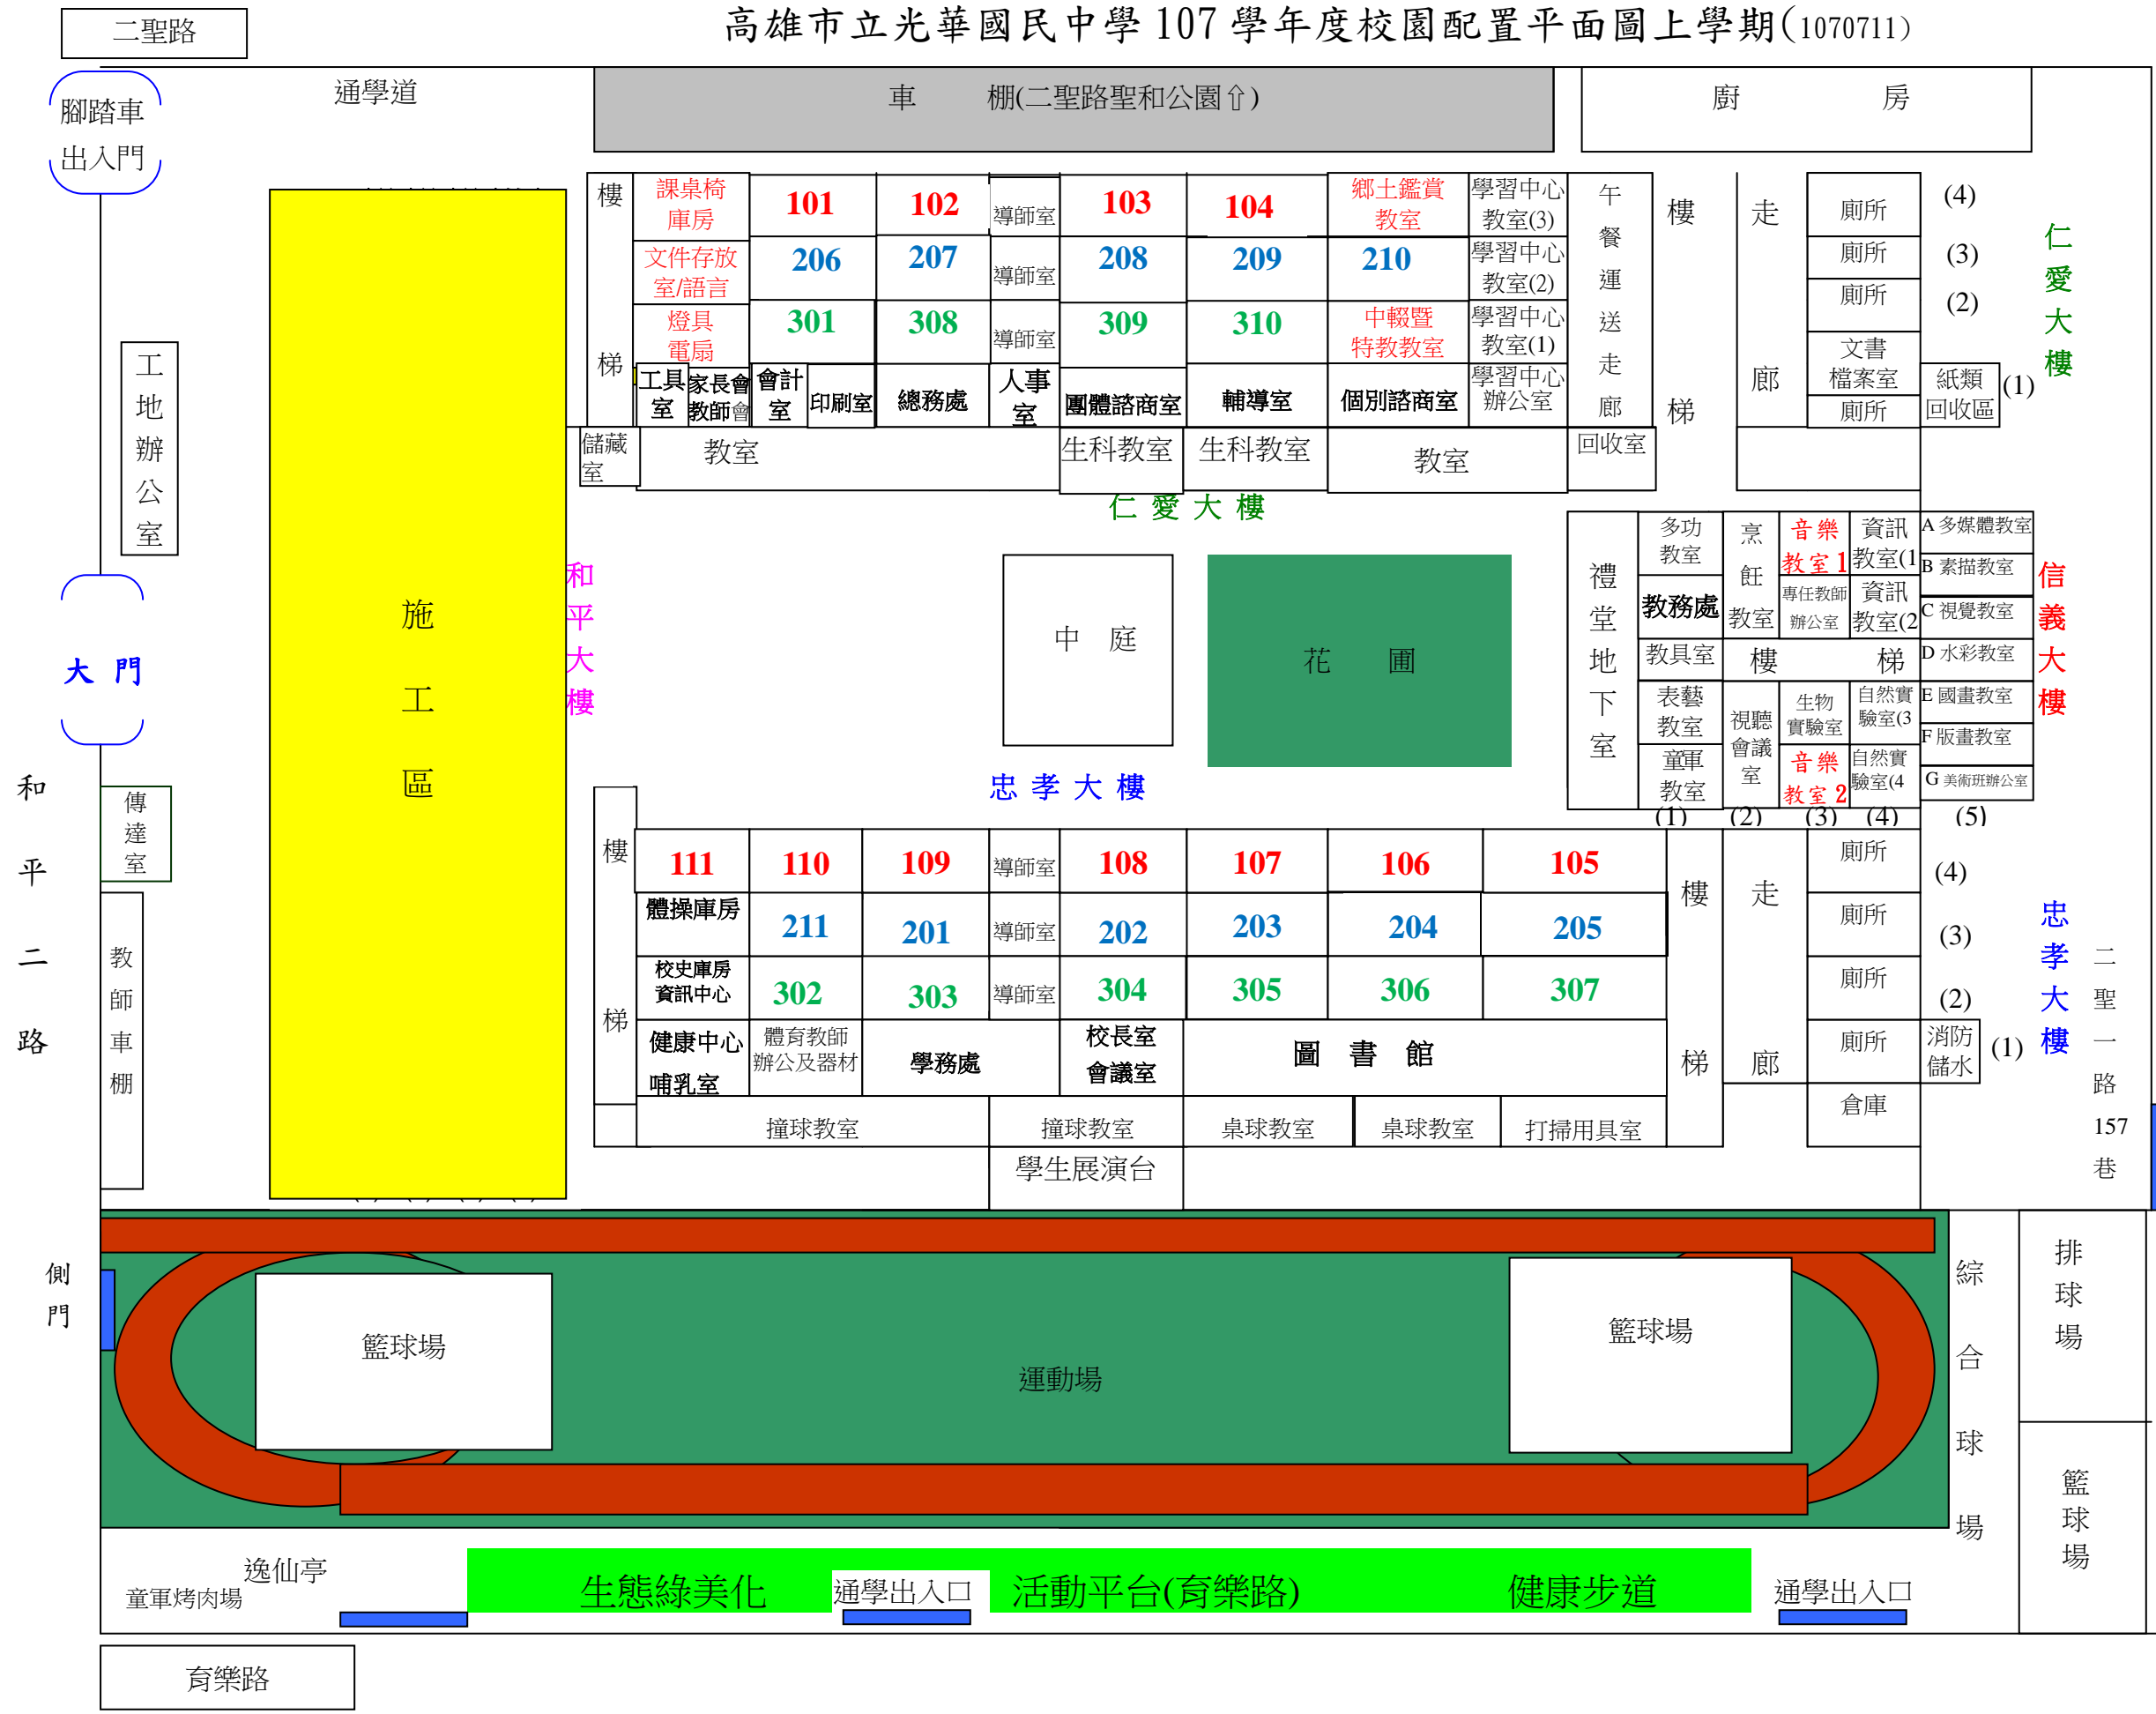 高雄市立光華國民中學 107 學年度校園配置平面圖上學期(1070711)
二聖路
腳踏車
出入門
通學道
車 棚(二聖路聖和公園⇧)
廚 房
樓梯
課桌椅
庫房
101
102
導師室
103
104
鄉土鑑賞
教室
學習中心
教室(3)
文件存放
室/語言
206
207
導師室
208
209
210
學習中心
教室(2)
燈具
電扇
301
308
導師室
309
310
中輟暨
特教教室
學習中心
教室(1)
工具
室
家長會
教師會
會計
室
印刷室
總務處
人事
室
團體諮商室
輔導室
個別諮商室
學習中心
辦公室
午餐運送走廊
樓梯
走廊
廁所
(4)
廁所
(3)
廁所
(2)
文書
檔案室
廁所
紙類
回收區
(1)
仁愛大樓
儲藏
室
教室
生科教室
生科教室
教室
回收室
仁愛大樓
工地辦公室
大門
施工區
和平大樓
中庭
花圃
禮堂地下室
多功
教室
教務處
教具室
表藝
教室
童軍
教室
(1)
烹飪
教室
樓 梯
視聽
會議
室
(2)
音樂
教室 1
專任教師
辦公室
生物
實驗室
音樂
教室 2
(3)
資訊
教室(1
資訊
教室(2
自然實
驗室(3
自然實
驗室(4
(4)
A 多媒體教室
B 素描教室
C 視覺教室
D 水彩教室
E 國畫教室
F 版畫教室
G 美術班辦公室
(5)
信義大樓
忠孝大樓
和平二路
傳達室
教師車棚
樓梯
111
110
109
導師室
108
107
106
105
體操庫房
211
201
導師室
202
203
204
205
校史庫房
資訊中心
302
303
導師室
304
305
306
307
健康中心
哺乳室
體育教師
辦公及器材
學務處
校長室
會議室
圖書館
撞球教室
撞球教室
桌球教室
桌球教室
打掃用具室
學生展演台
樓梯
走廊
廁所
(4)
廁所
(3)
廁所
(2)
廁所
消防
儲水
(1)
倉庫
忠孝大樓
二聖一路157巷
側門
籃球場
運動場
籃球場
綜合球場
排球場
籃球場
逸仙亭
童軍烤肉場
生態綠美化
通學出入口
活動平台(育樂路)
健康步道
通學出入口
育樂路